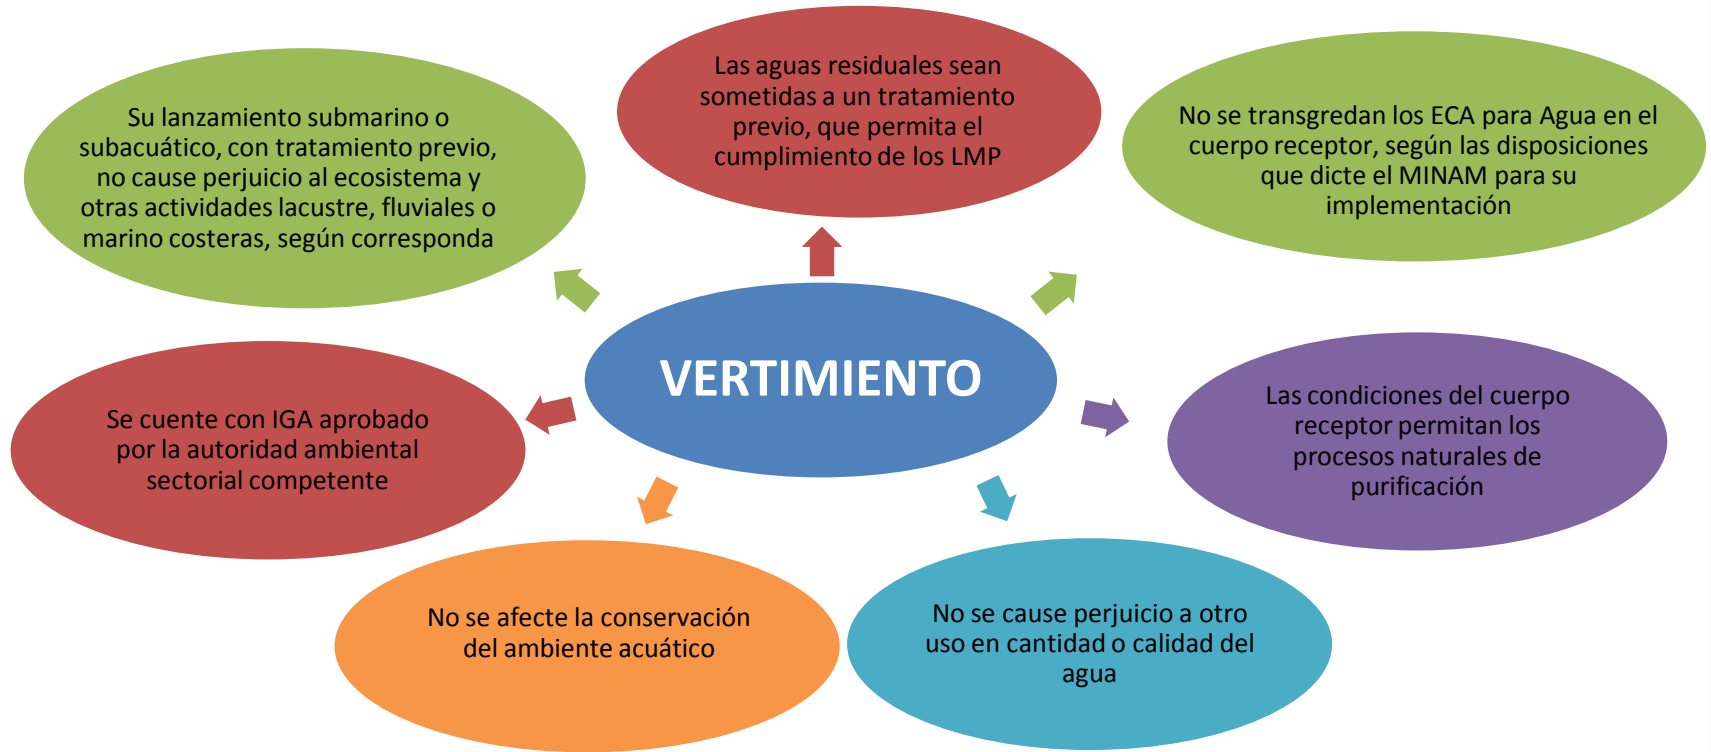 Las aguas residuales sean
sometidas a un tratamiento
previo, que permita el
cumplimiento de los LMP
Su lanzamiento submarino o
subacuático, con tratamiento previo,
no cause perjuicio al ecosistema y
otras actividades lacustre, fluviales o
marino costeras, según corresponda
No se transgredan los ECA para Agua en el
cuerpo receptor, según las disposiciones
que dicte el MINAM para su
implementación
VERTIMIENTO
Se cuente con IGA aprobado
por la autoridad ambiental
sectorial competente
Las condiciones del cuerpo
receptor permitan los
procesos naturales de
purificación
No se afecte la conservación
del ambiente acuático
No se cause perjuicio a otro
uso en cantidad o calidad del
agua